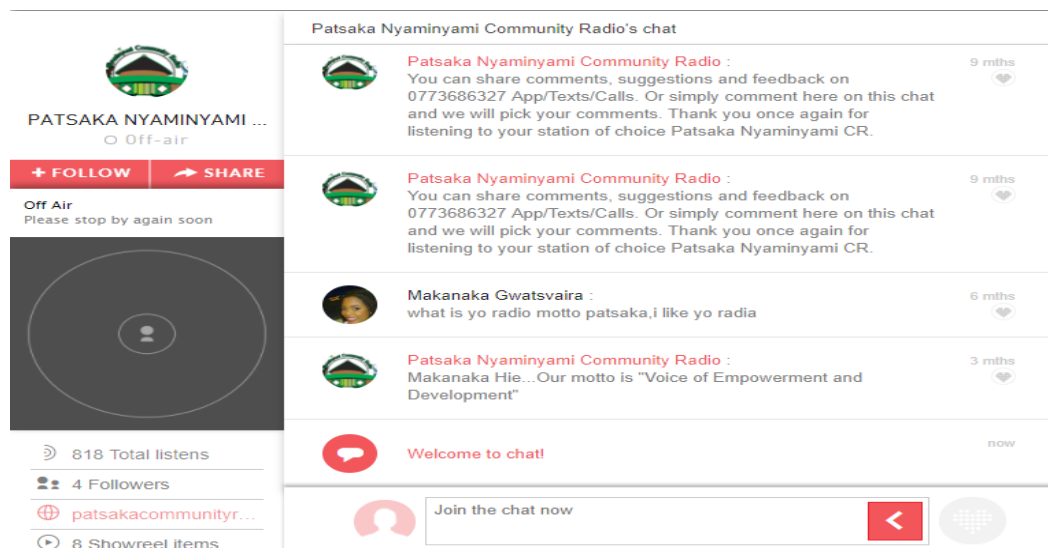 PATSAKA NYAMINYAMI ...
Off-air
+ FOLLOW
SHARE
Off Air
Please stop by again soon
818 Total listens
4 Followers
patsakacommunityr...
8 Showreel items
Patsaka Nyaminyami Community Radio's chat
Patsaka Nyaminyami Community Radio :
9 mths
You can share comments, suggestions and feedback on
0773686327 App/Texts/Calls. Or simply comment here on this chat
and we will pick your comments. Thank you once again for
listening to your station of choice Patsaka Nyaminyami CR.
Patsaka Nyaminyami Community Radio :
9 mths
You can share comments, suggestions and feedback on
0773686327 App/Texts/Calls. Or simply comment here on this chat
and we will pick your comments. Thank you once again for
listening to your station of choice Patsaka Nyaminyami CR.
Makanaka Gwatsvaira :
6 mths
what is yo radio motto patsaka,i like yo radia
Patsaka Nyaminyami Community Radio :
3 mths
Makanaka Hie...Our motto is "Voice of Empowerment and
Development"
Welcome to chat!
now
Join the chat now